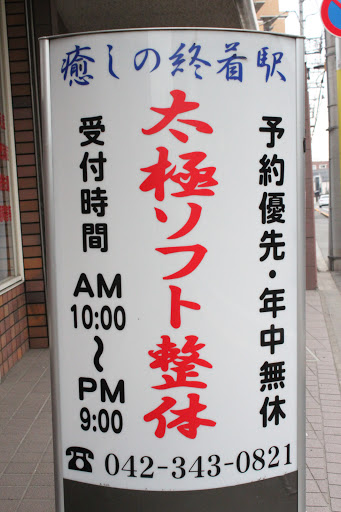 癒しの終着駅
予約優先・年中無休
太極ソフト整体
受付時間
AM
10:00
〜
PM
9:00
☎ 042-343-0821